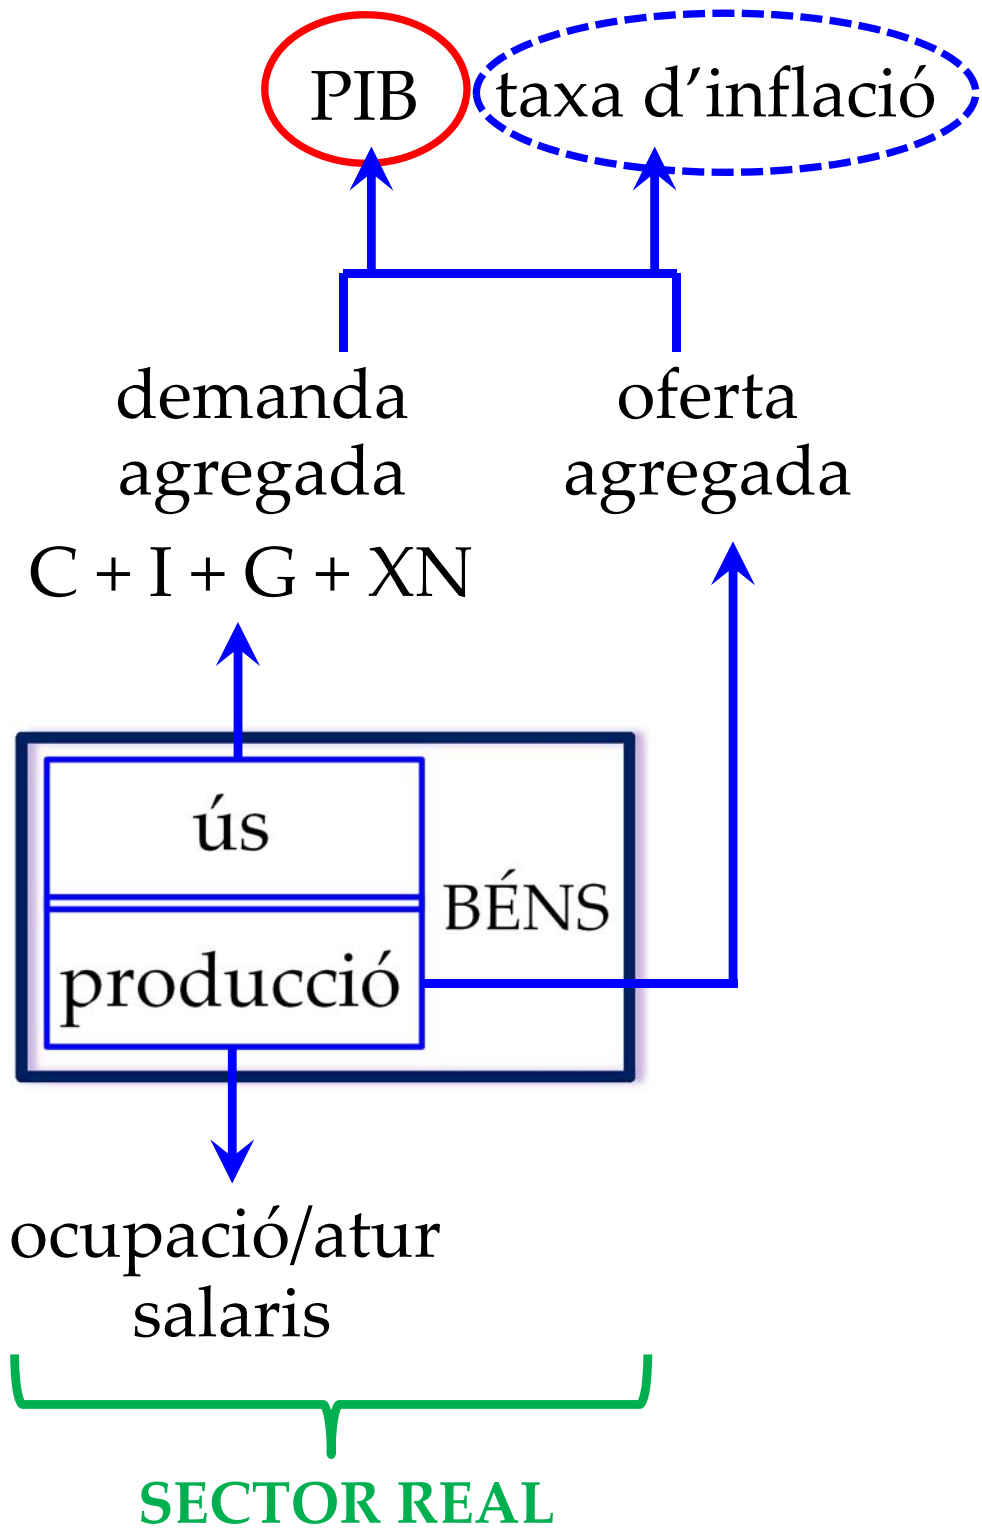 PIB
taxa d’inflació
demanda
agregada
C + I + G + XN
oferta
agregada
ús
producció
BÉNS
ocupació/atur
salaris
SECTOR REAL